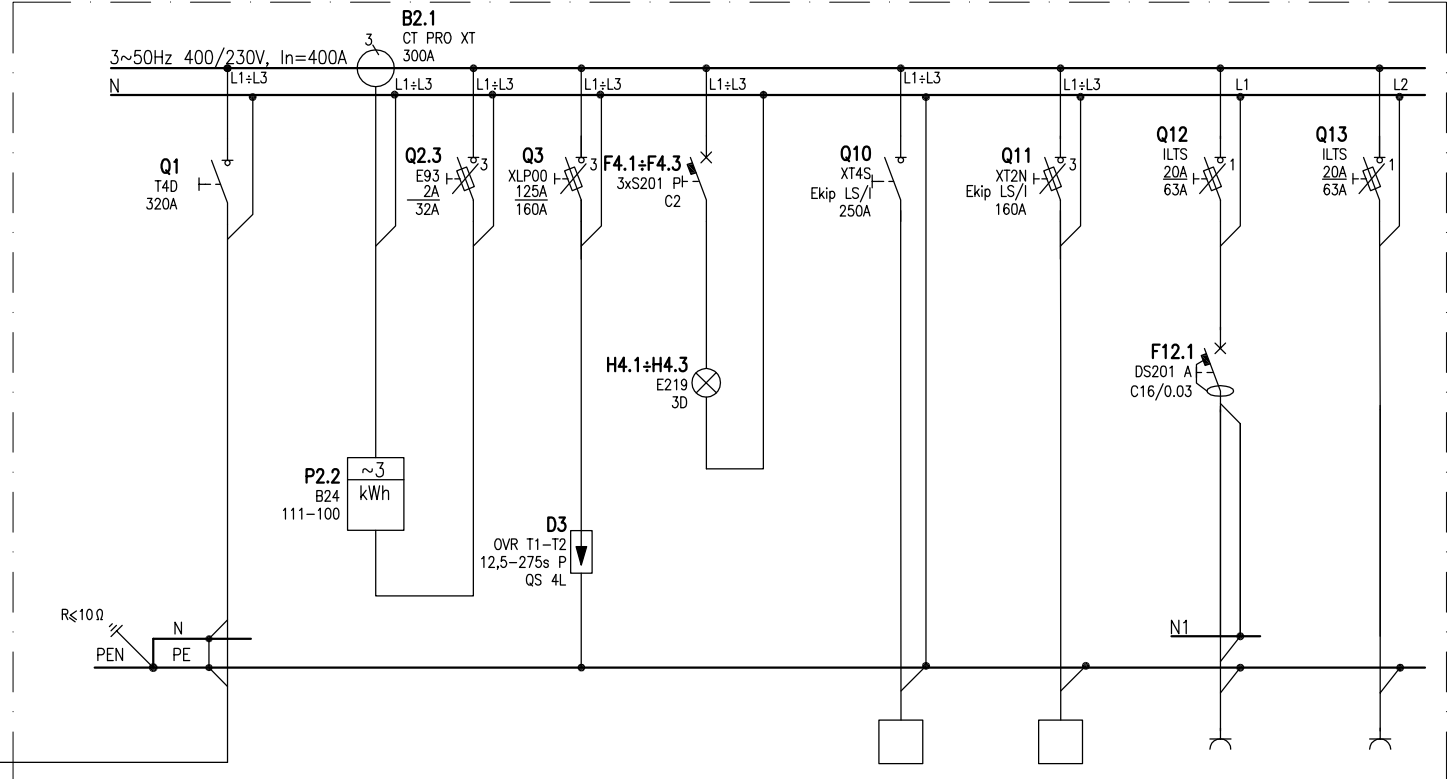 B2.1
CT PRO XT
300A
3
3~50Hz 400/230V, In=400A
L1÷L3
L1÷L3
L1÷L3
L1÷L3
L1÷L3
L1÷L3
L1÷L3
L1
L2
N
Q1
T4D
320A
Q2.3
E93
2A
32A
3
Q3
XLP00
125A
160A
3
F4.1÷F4.3
3xS201 P
C2
Q10
XT4S
Ekip LS/I
250A
Q11
XT2N
Ekip LS/I
160A
3
Q12
ILTS
20A
63A
1
Q13
ILTS
20A
63A
1
H4.1÷H4.3
E219
3D
F12.1
DS201 A
C16/0.03
P2.2
B24
111-100
~3
kWh
D3
OVR T1-T2
12,5-275s P
QS 4L
R⩽10Ω
N
PEN
PE
N1